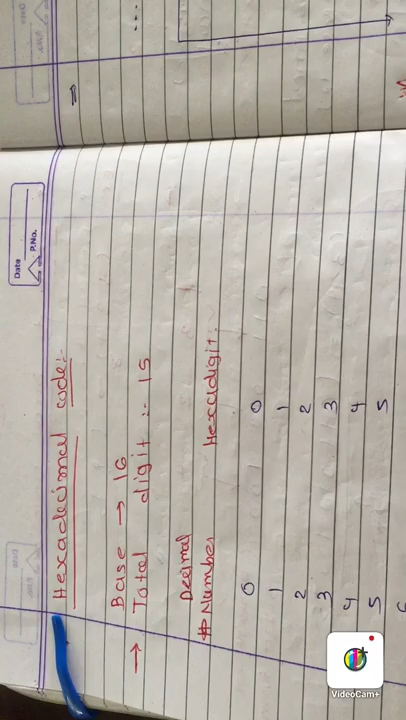 Date
P.No.
Hexadecimal code:-
Base → 16
→ Total digit :- 15
Decimal
# Number Hexadigit.
0 0
1 1
2 2
3 3
4 4
5 5
6
VideoCam+